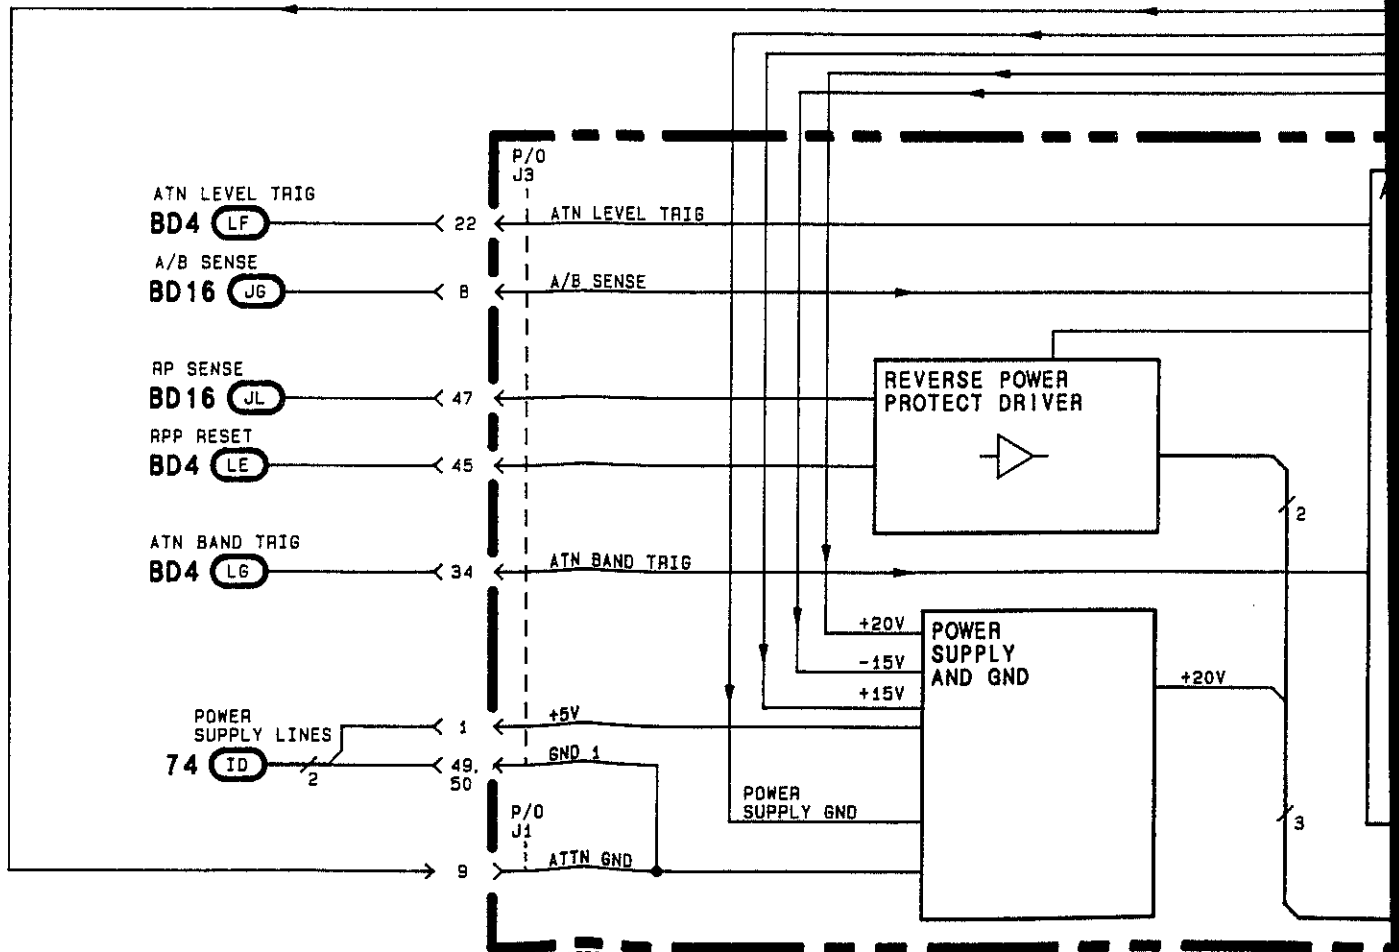 P/O
J3
ATN LEVEL TRIG
BD4 LF
22
ATN LEVEL TRIG
A/B SENSE
BD16 JG
8
A/B SENSE
RP SENSE
BD16 JL
47
REVERSE POWER
PROTECT DRIVER
RPP RESET
BD4 LE
45
2
ATN BAND TRIG
BD4 LG
34
ATN BAND TRIG
+20V
-15V
+15V
POWER
SUPPLY
AND GND
+20V
POWER
SUPPLY LINES
74 ID
2
1
+5V
49,
50
GND 1
POWER
SUPPLY GND
3
P/O
J1
9
ATTN GND